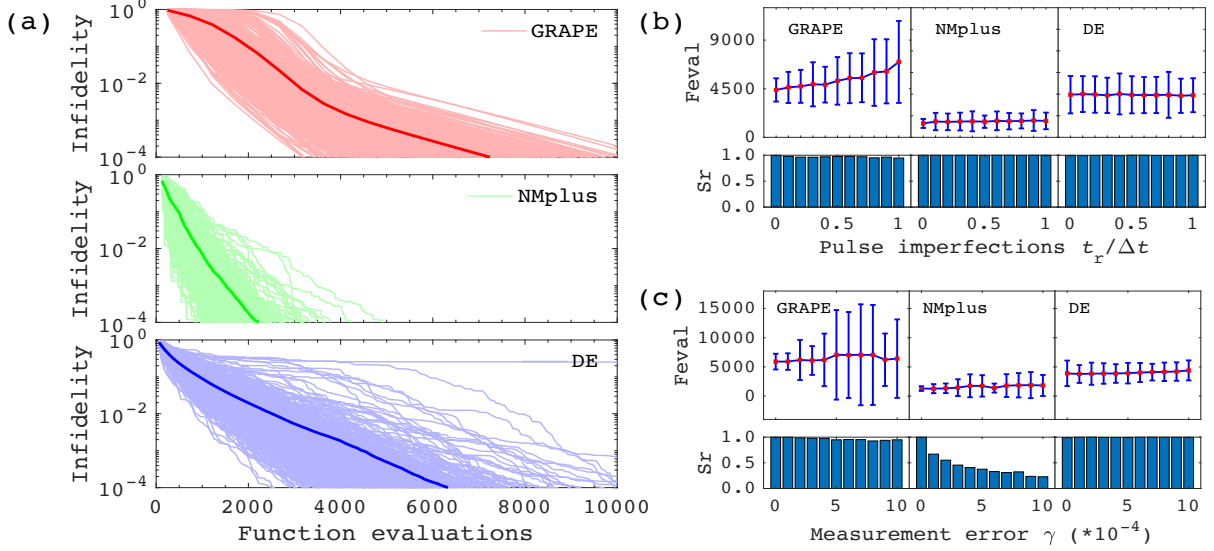 (a)
Infidelity
10^0
10^-2
10^-4
GRAPE
Infidelity
10^0
10^-2
10^-4
NMplus
Infidelity
10^0
10^-2
10^-4
DE
0 2000 4000 6000 8000 10000
Function evaluations
(b)
Feval
9000
4500
0
GRAPE NMplus DE
Sr
1.0
0.5
0.0
0 0.5 1 0 0.5 1 0 0.5 1
Pulse imperfections t_r/Δt
(c)
Feval
15000
10000
5000
0
GRAPE NMplus DE
Sr
1.0
0.5
0.0
0 5 10 0 5 10 0 5 10
Measurement error γ (*10^-4)